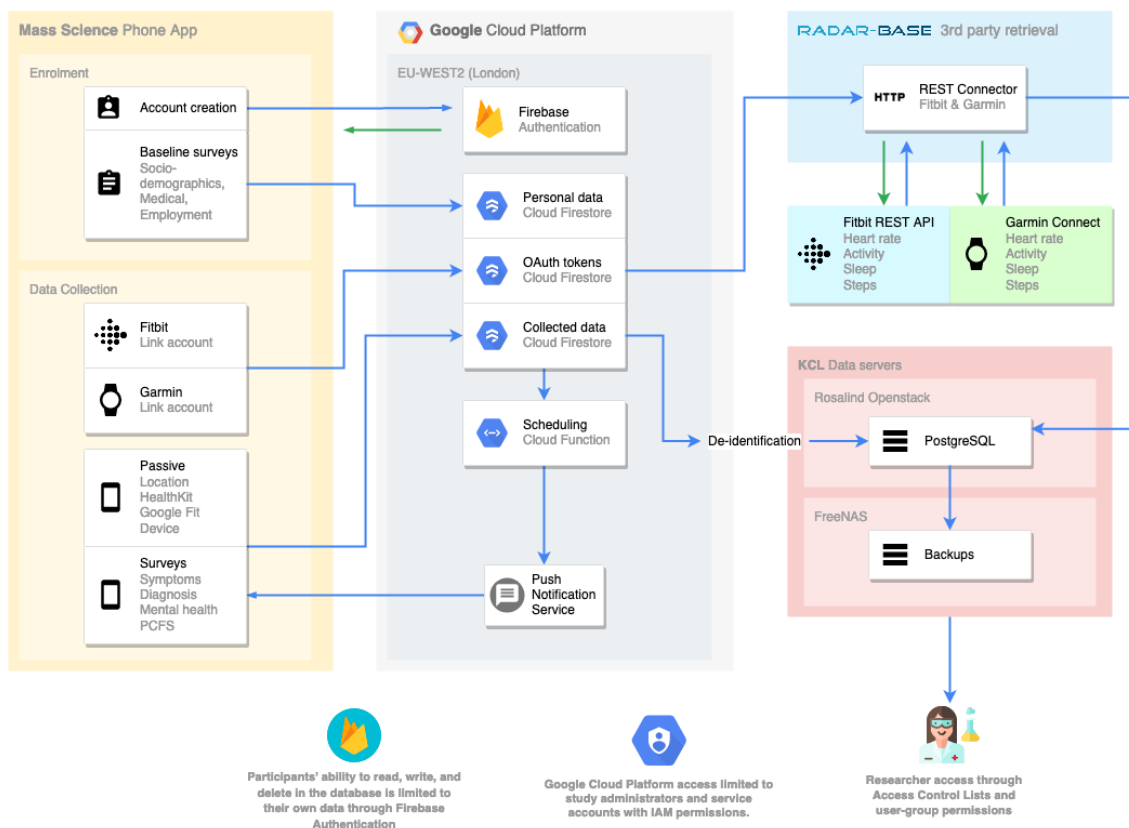 Mass Science Phone App
Enrolment
Account creation
Baseline surveys
Socio-
demographics,
Medical,
Employment
Data Collection
Fitbit
Link account
Garmin
Link account
Passive
Location
HealthKit
Google Fit
Device
Surveys
Symptoms
Diagnosis
Mental health
PCFS
Google Cloud Platform
EU-WEST2 (London)
Firebase
Authentication
Personal data
Cloud Firestore
OAuth tokens
Cloud Firestore
Collected data
Cloud Firestore
Scheduling
Cloud Function
Push
Notification
Service
RADAR-BASE 3rd party retrieval
HTTP
REST Connector
Fitbit & Garmin
Fitbit REST API
Heart rate
Activity
Sleep
Steps
Garmin Connect
Heart rate
Activity
Sleep
Steps
De-identification
KCL Data servers
Rosalind Openstack
PostgreSQL
FreeNAS
Backups
Participants' ability to read, write, and
delete in the database is limited to
their own data through Firebase
Authentication
Google Cloud Platform access limited to
study administrators and service
accounts with IAM permissions.
Researcher access through
Access Control Lists and
user-group permissions